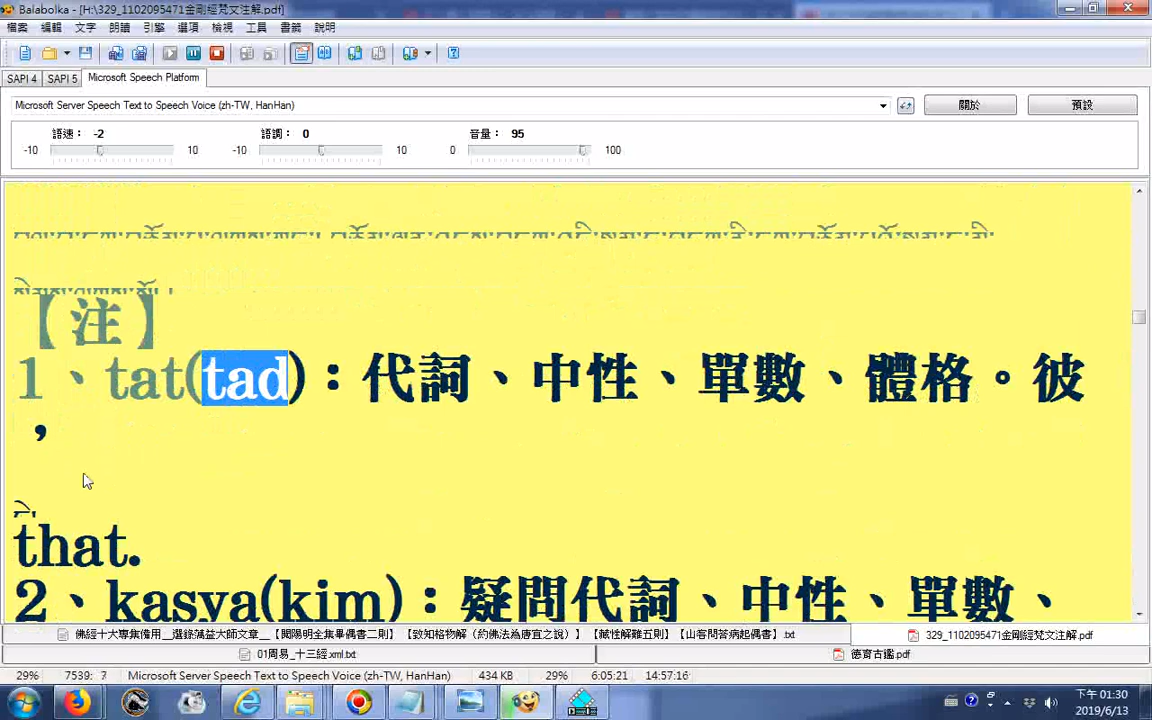 Balabolka - [H:\329_1102095471金剛經梵文注解.pdf]
檔案 編輯 文字 朗讀 引擎 選項 檢視 工具 書籤 說明
SAPI 4 SAPI 5 Microsoft Speech Platform
Microsoft Server Speech Text to Speech Voice (zh-TW, HanHan) 關於 預設
語速： -2 語調： 0 音量： 95
-10 10 -10 10 0 100
【注】
1、tat(tad)：代詞、中性、單數、體格。彼
，
that.
2、kasya(kim)：疑問代詞、中性、單數、
佛經十大專集備用__選錄蕅益大師文章__【閱陽明全集畢偶書二則】【致知格物解（約佛法為唐宜之說）】【藏性解難五則】【山客問答病起偶書】.txt 329_1102095471金剛經梵文注解.pdf
01周易_十三經.xml.txt 德育古鑑.pdf
29% 7539: 7 Microsoft Server Speech Text to Speech Voice (zh-TW, HanHan) 434 KB 29% 6:05:21 14:57:16
下午 01:30
2019/6/13